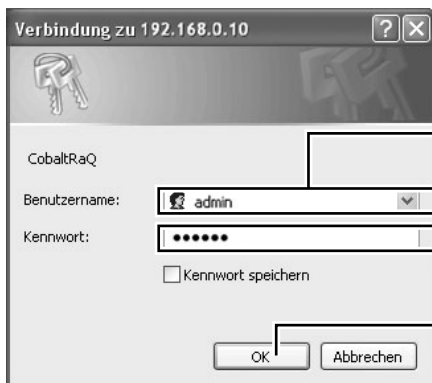 Verbindung zu 192.168.0.10
CobaltRaQ
Benutzername: admin
Kennwort: ●●●●●●
Kennwort speichern
OK Abbrechen